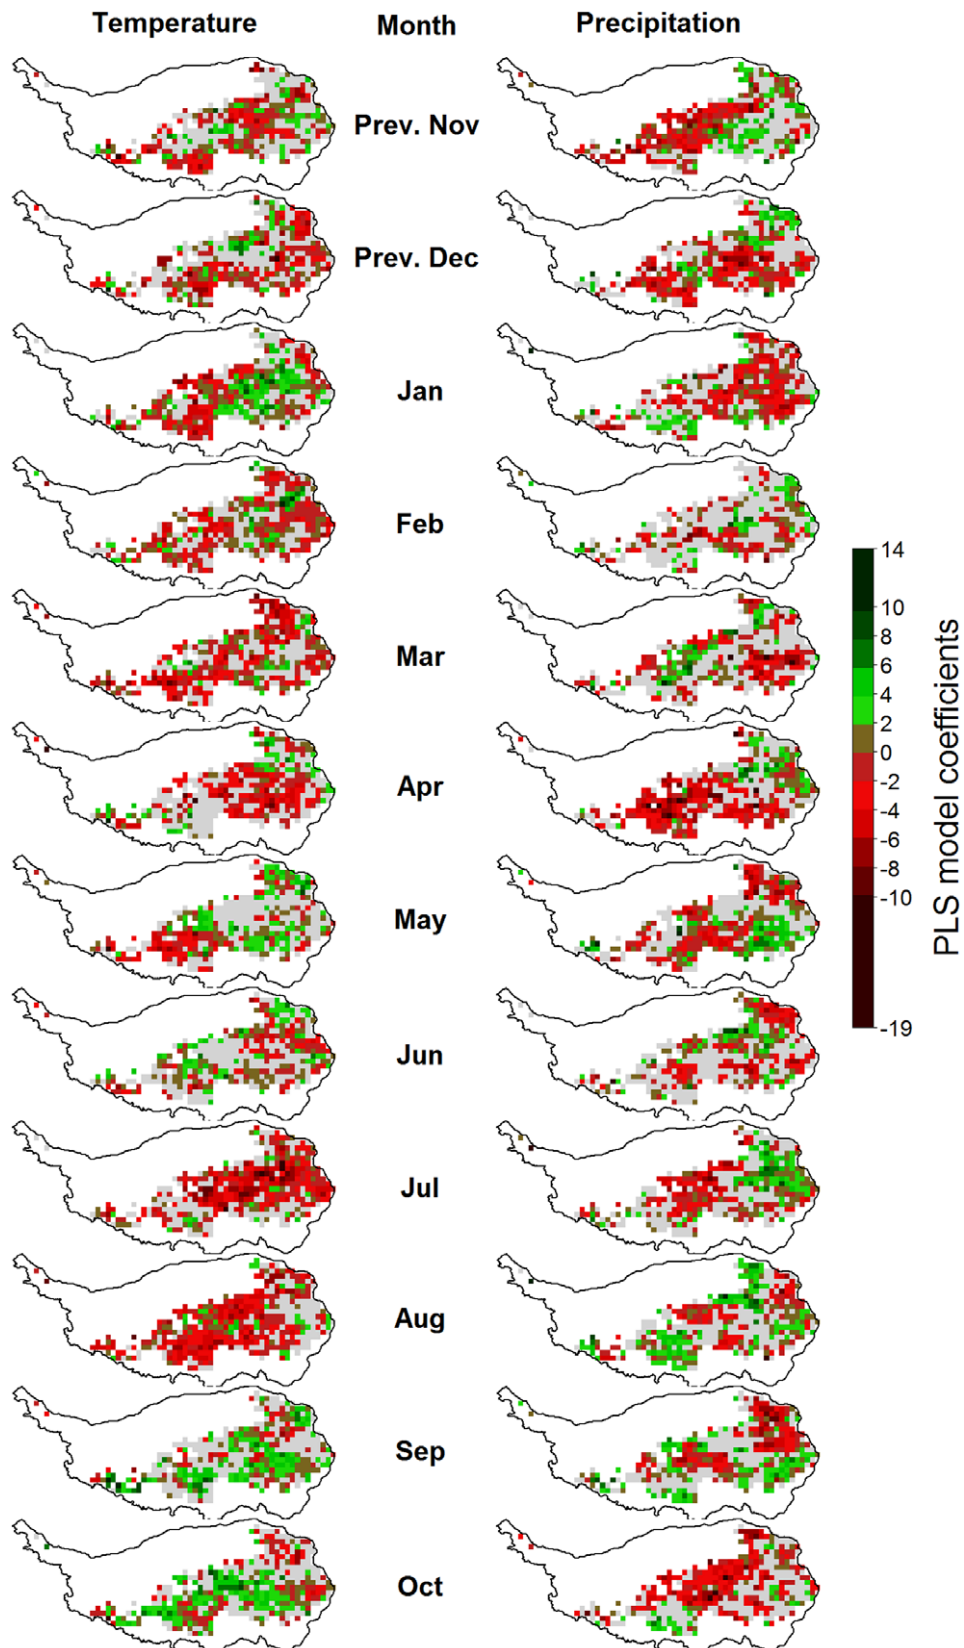 Temperature Month Precipitation
Prev. Nov
Prev. Dec
Jan
Feb
Mar
Apr
May
Jun
Jul
Aug
Sep
Oct
14
10
8
6
4
2
0
-2
-4
-6
-8
-10
-19
PLS model coefficients